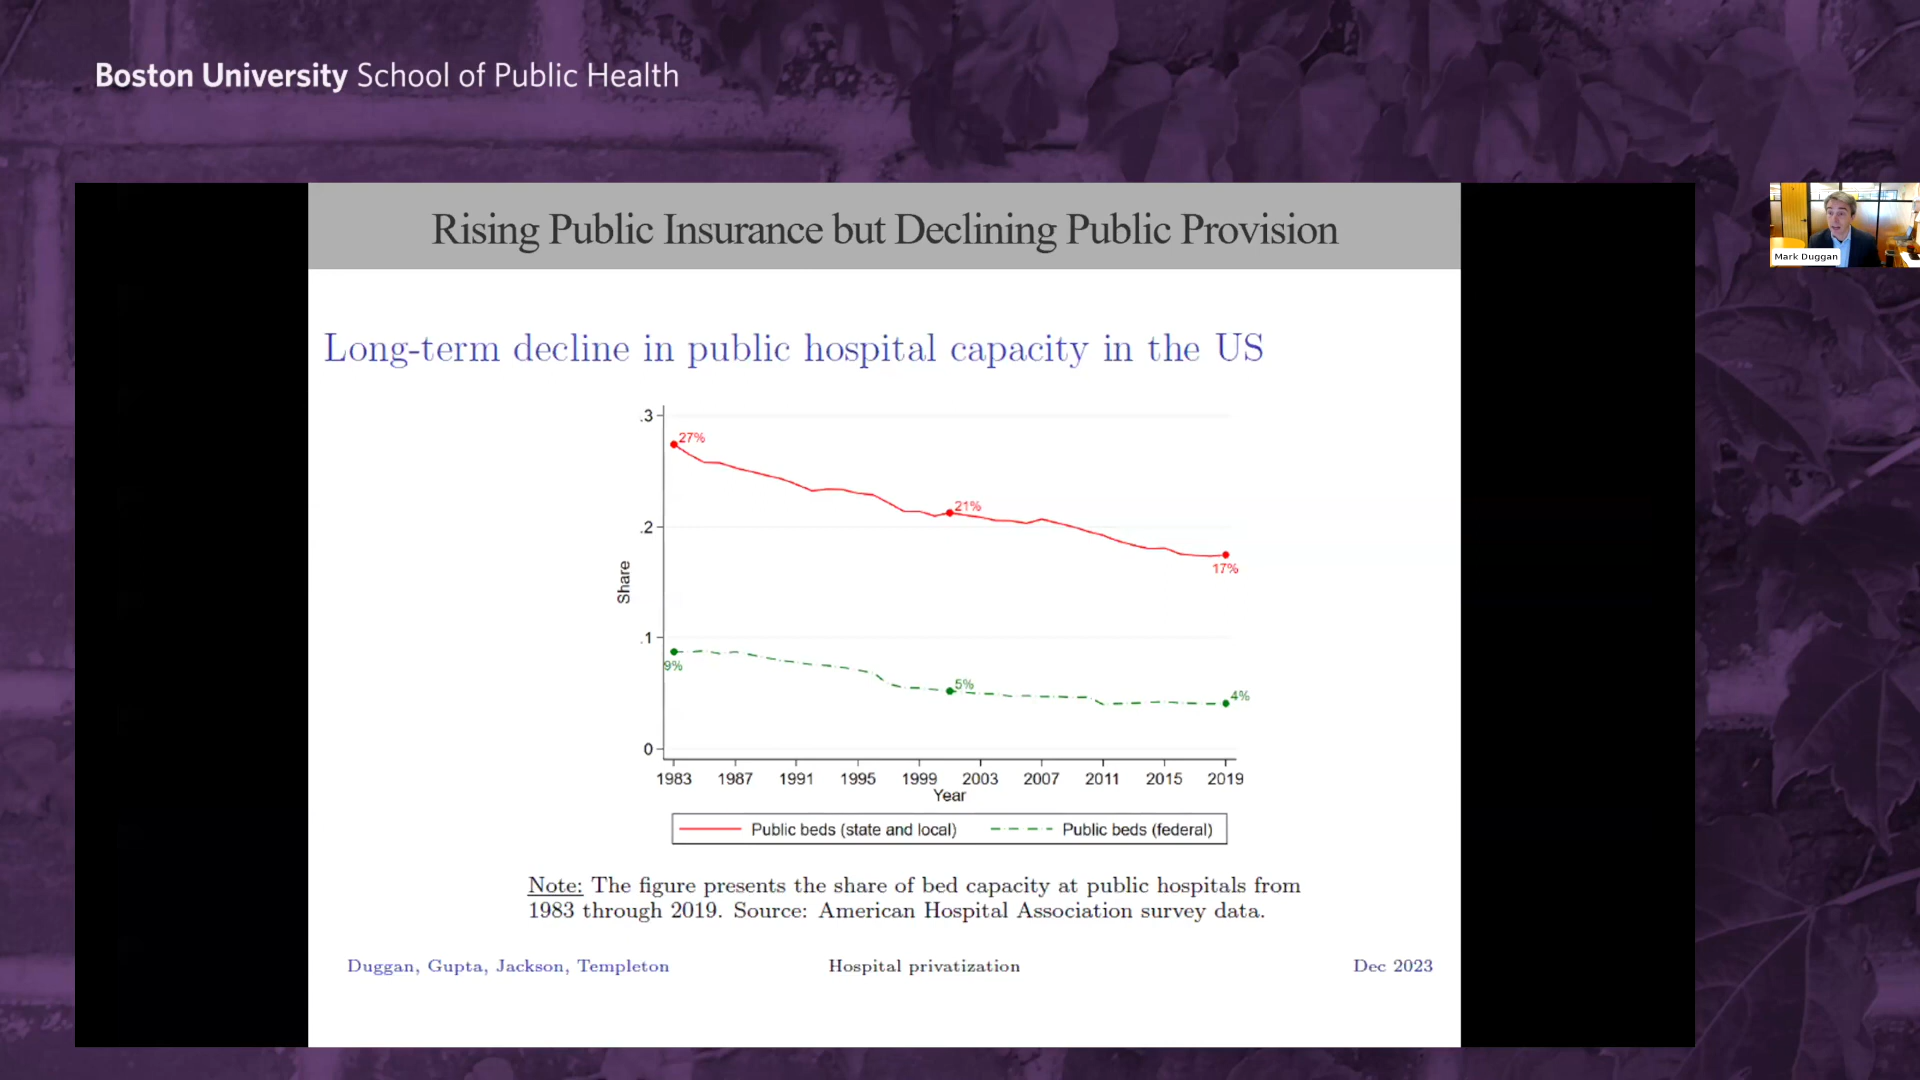 Boston University School of Public Health
Rising Public Insurance but Declining Public Provision
Mark Duggan
Long-term decline in public hospital capacity in the US
.3
27%
21%
.2
17%
Share
.1
9%
5%
4%
0
1983 1987 1991 1995 1999 2003 2007 2011 2015 2019
Year
Public beds (state and local) Public beds (federal)
Note: The figure presents the share of bed capacity at public hospitals from
1983 through 2019. Source: American Hospital Association survey data.
Duggan, Gupta, Jackson, Templeton Hospital privatization Dec 2023